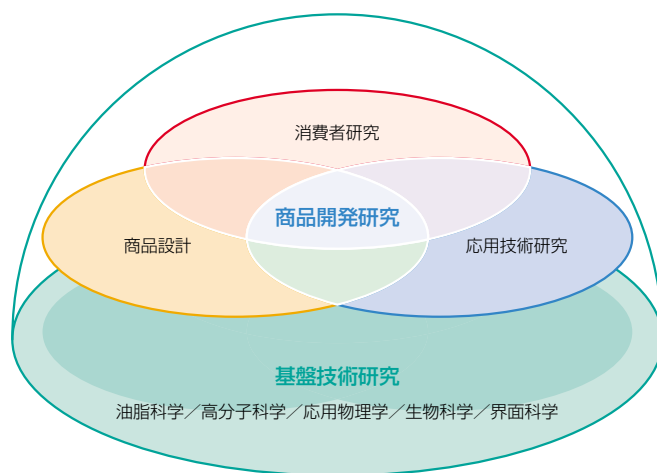 消費者研究
商品開発研究
商品設計
応用技術研究
基盤技術研究
油脂科学／高分子科学／応用物理学／生物科学／界面科学